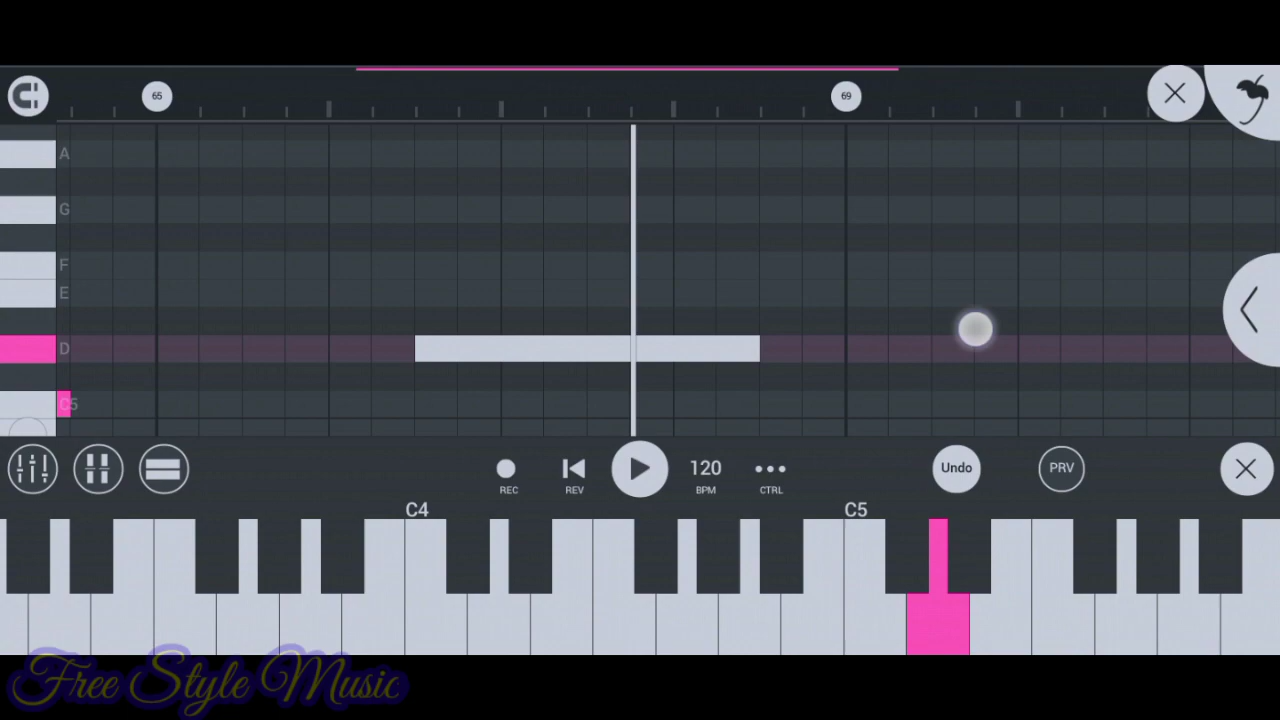 65 69
A
G
F
E
D
C5
120 Undo PRV
REC REV BPM CTRL
C4 C5
Free Style Music